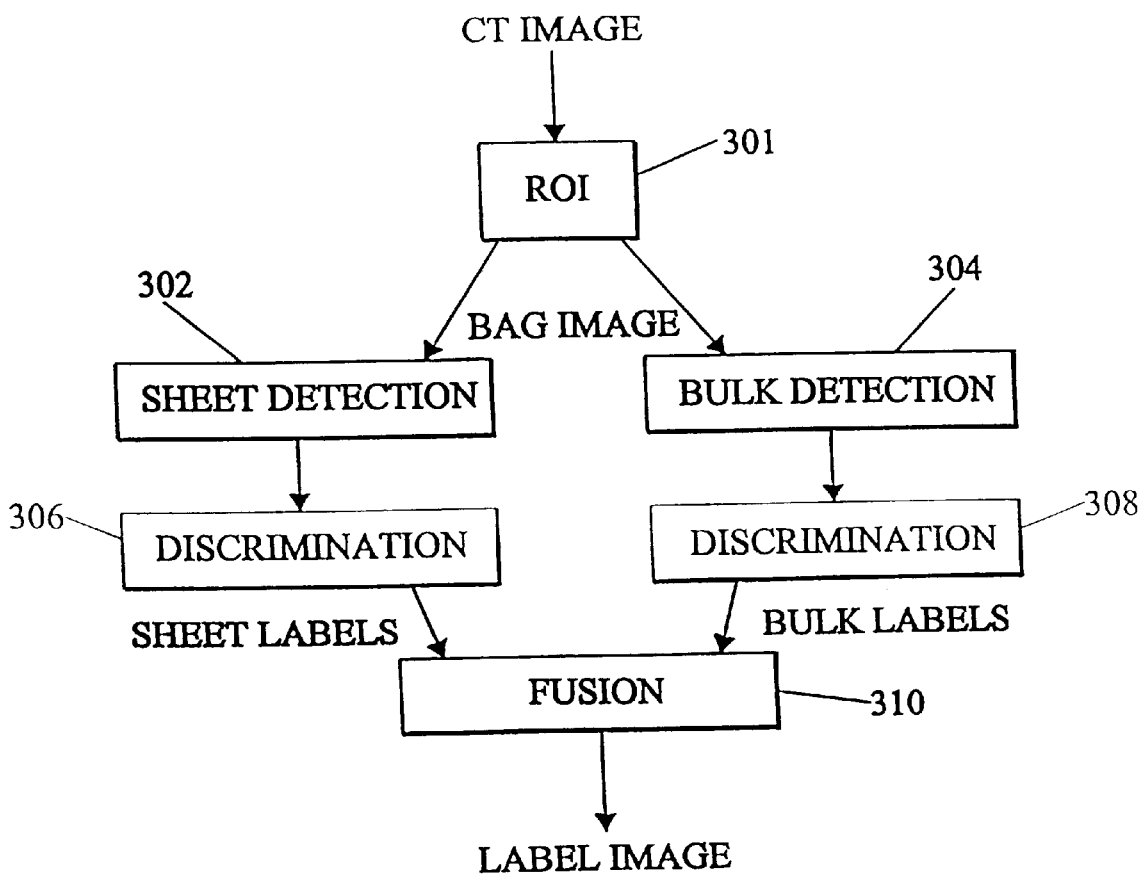 CT IMAGE
301
ROI
302
304
BAG IMAGE
SHEET DETECTION
BULK DETECTION
306
308
DISCRIMINATION
DISCRIMINATION
SHEET LABELS
BULK LABELS
FUSION
310
LABEL IMAGE